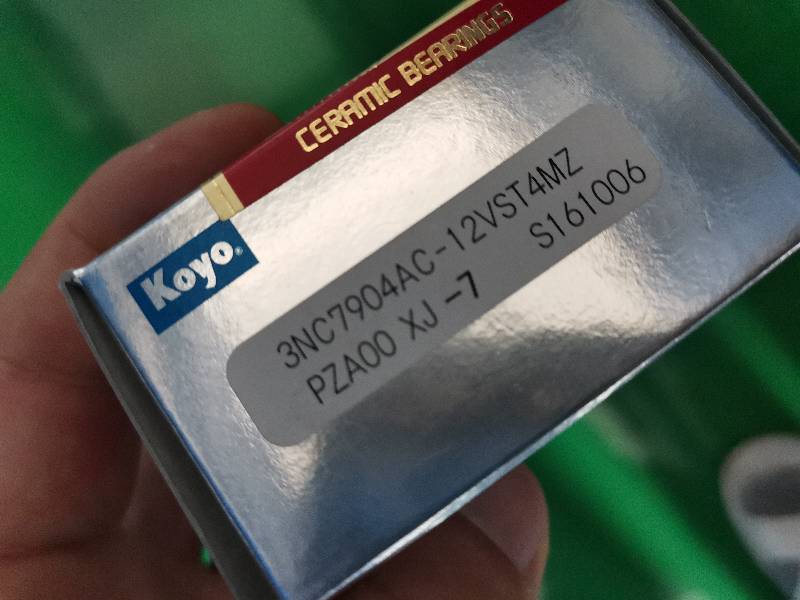 CERAMIC BEARINGS
Koyo®
3NC7904AC-12VST4MZ
PZA00 XJ -7 S161006